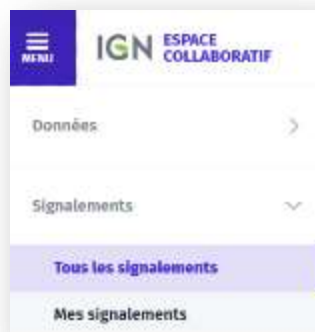 MENU
IGN ESPACE
COLLABORATIF
Données
Signalements
Tous les signalements
Mes signalements